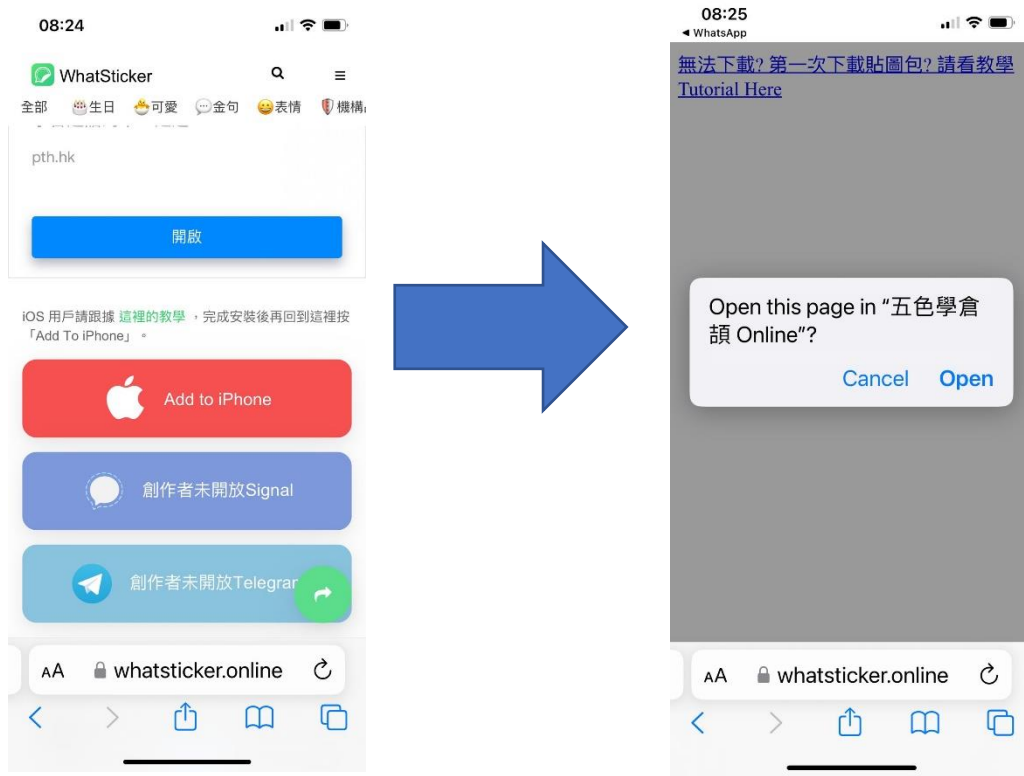 08:24
WhatSticker
全部 生日 可愛 金句 表情 機構
pth.hk
開啟
iOS 用戶請跟據 這裡的教學 ，完成安裝後再回到這裡按
「Add To iPhone」 。
Add to iPhone
創作者未開放Signal
創作者未開放Telegram
AA whatsticker.online
08:25
◀ WhatsApp
無法下載? 第一次下載貼圖包? 請看教學
Tutorial Here
Open this page in “五色學倉
頡 Online”?
Cancel Open
AA whatsticker.online